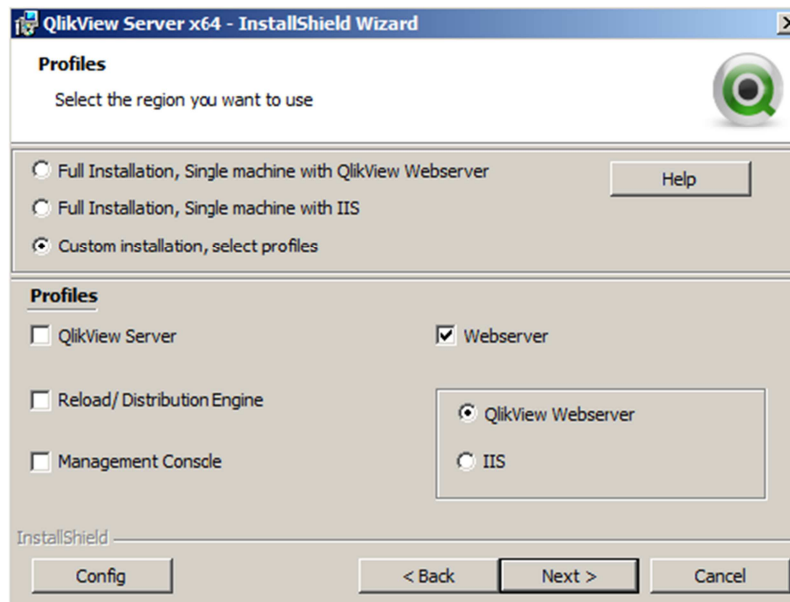 QlikView Server x64 - InstallShield Wizard
Profiles
Select the region you want to use
Full Installation, Single machine with QlikView Webserver
Help
Full Installation, Single machine with IIS
Custom installation, select profiles
Profiles
QlikView Server
Webserver
Reload/Distribution Engine
QlikView Webserver
Management Console
IIS
InstallShield
Config
< Back
Next >
Cancel